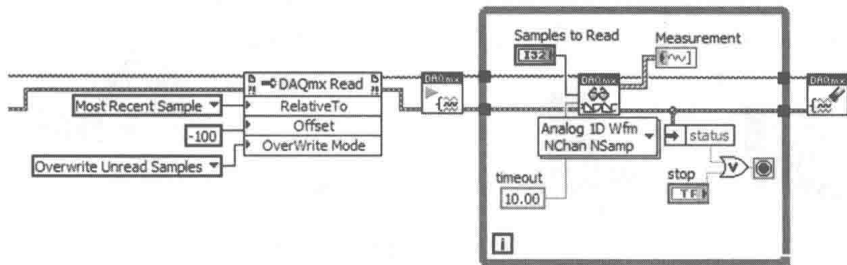 Samples to Read
I32
Measurement
DAQmx Read
DAQmx
DAQmx
DAQmx
Most Recent Sample
RelativeTo
-100
Offset
Overwrite Unread Samples
OverWrite Mode
Analog 1D Wfm
NChan NSamp
status
timeout
10.00
stop
TF
i